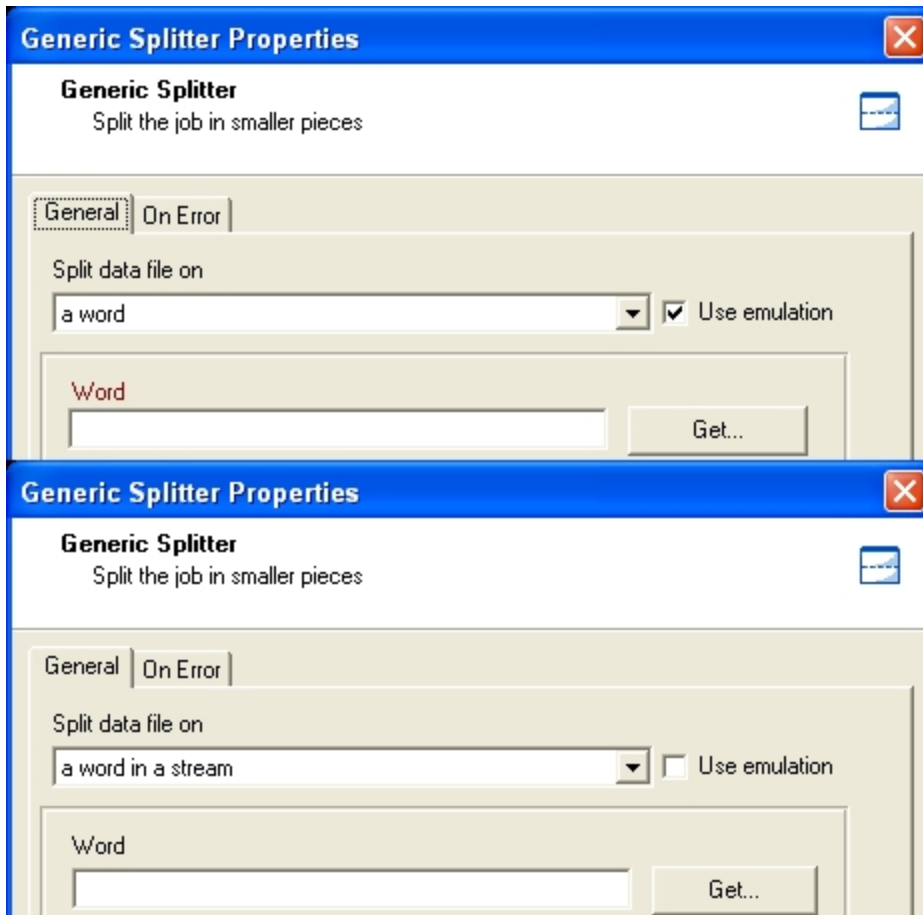 Generic Splitter Properties
Generic Splitter
Split the job in smaller pieces
General On Error
Split data file on
a word Use emulation
Word
Get...
Generic Splitter Properties
Generic Splitter
Split the job in smaller pieces
General On Error
Split data file on
a word in a stream Use emulation
Word
Get...